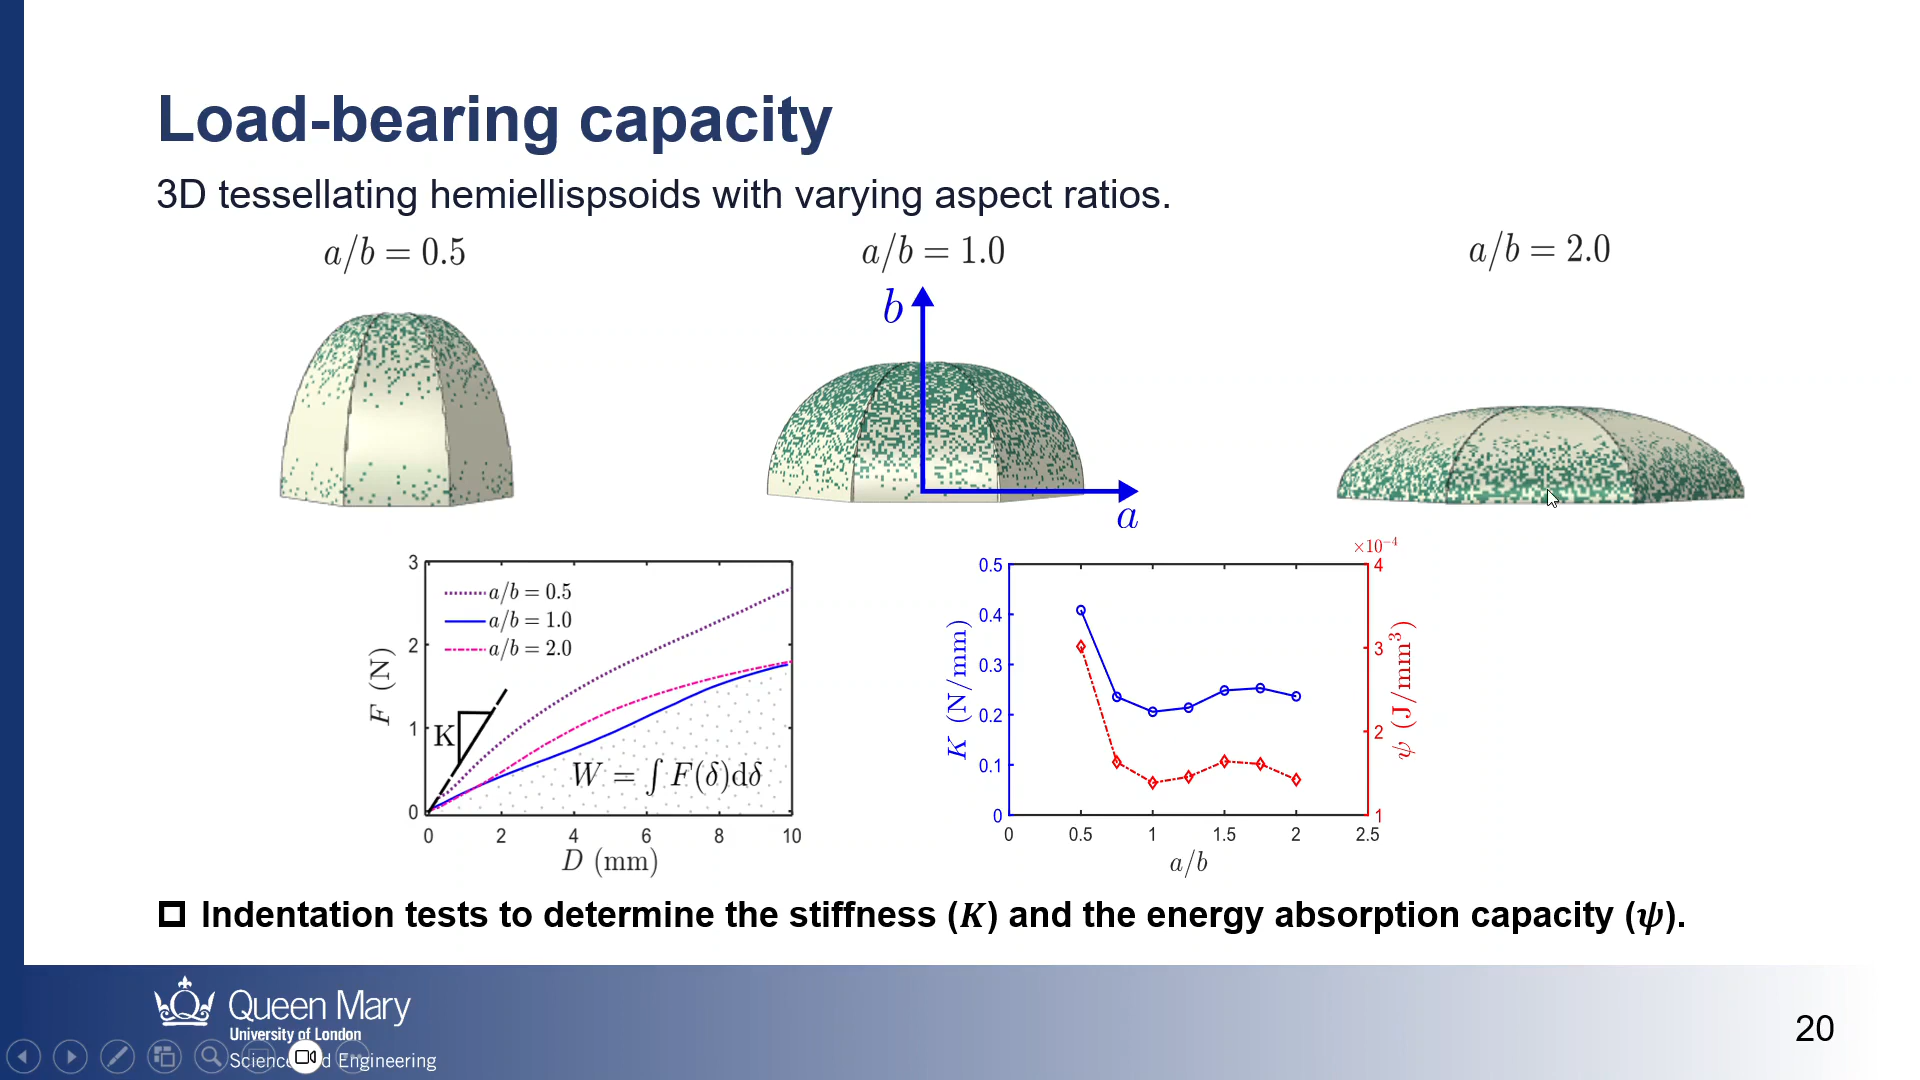 Load-bearing capacity
3D tessellating hemiellispsoids with varying aspect ratios.
a/b = 0.5
a/b = 1.0
a/b = 2.0
b
a
3
2
1
0
F (N)
a/b = 0.5
a/b = 1.0
a/b = 2.0
K
W = ∫ F(δ)dδ
0 2 4 6 8 10
D (mm)
×10⁻⁴
0.5
0.4
0.3
0.2
0.1
0
K (N/mm)
4
3
2
1
ψ (J/mm³)
0 0.5 1 1.5 2 2.5
a/b
Indentation tests to determine the stiffness (K) and the energy absorption capacity (ψ).
Queen Mary
University of London
Science d Engineering
20